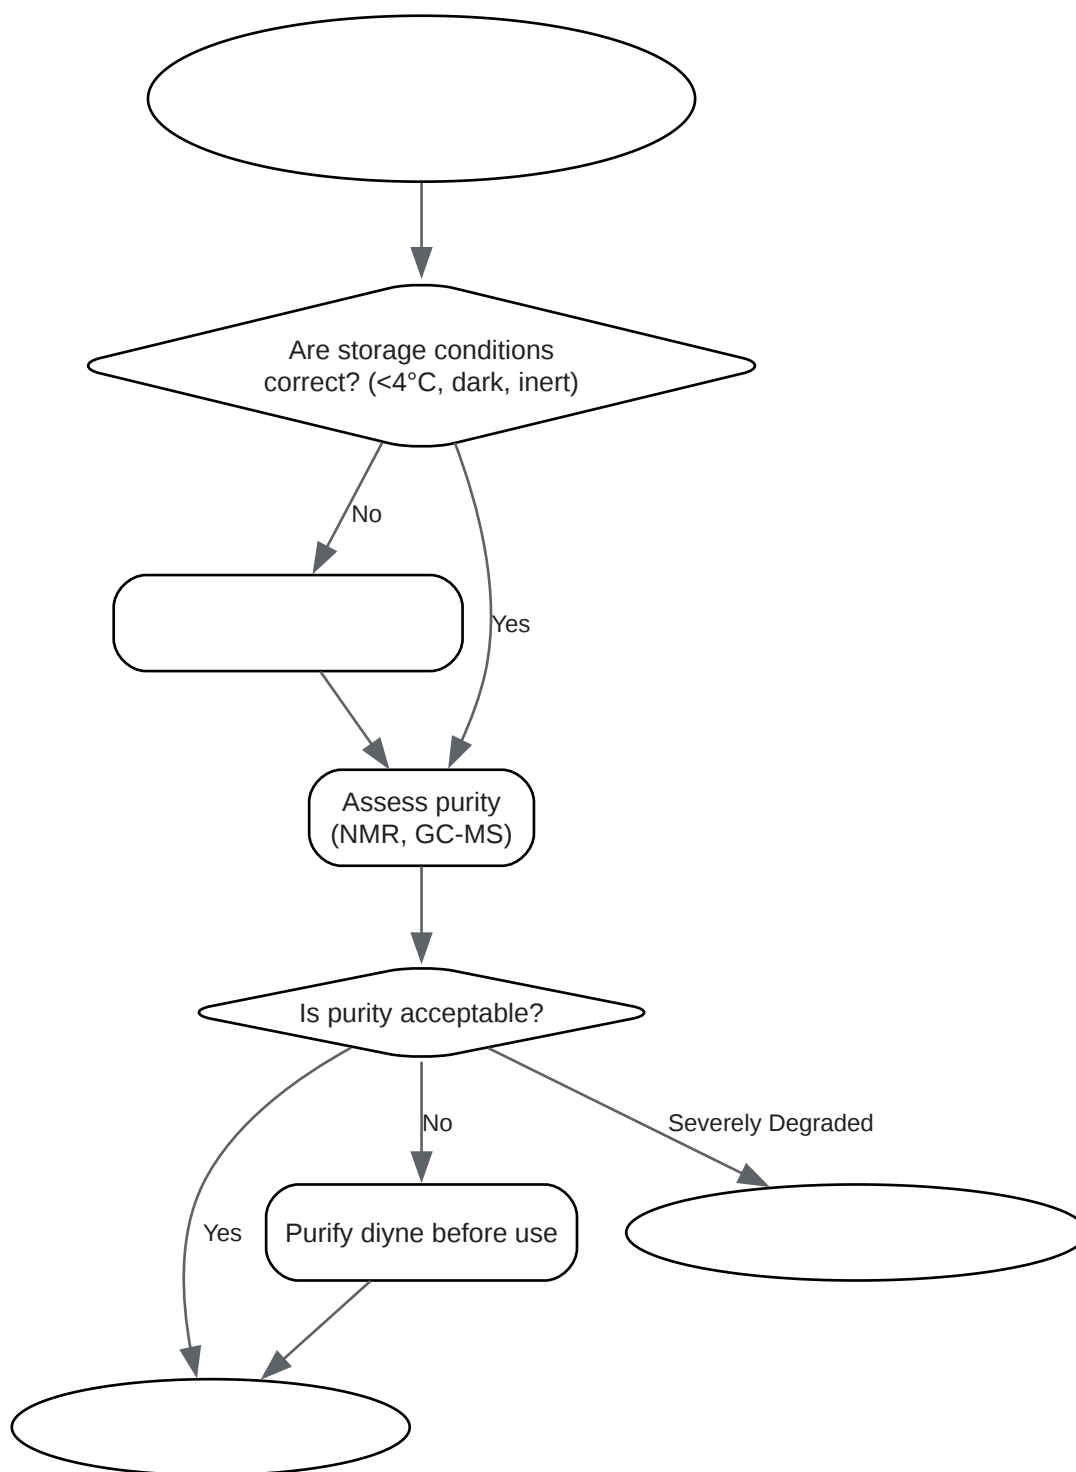 Are storage conditions
correct? (<4°C, dark, inert)
No
Yes
Assess purity
(NMR, GC-MS)
Is purity acceptable?
No
Severely Degraded
Yes
Purify diyne before use